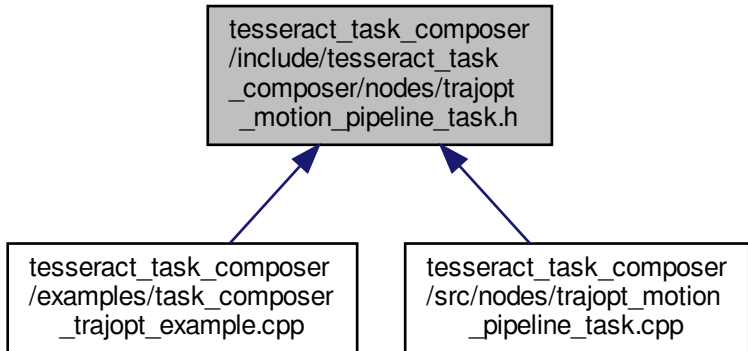 tesseract_task_composer
/include/tesseract_task
_composer/nodes/trajopt
_motion_pipeline_task.h
tesseract_task_composer
/examples/task_composer
_trajopt_example.cpp
tesseract_task_composer
/src/nodes/trajopt_motion
_pipeline_task.cpp